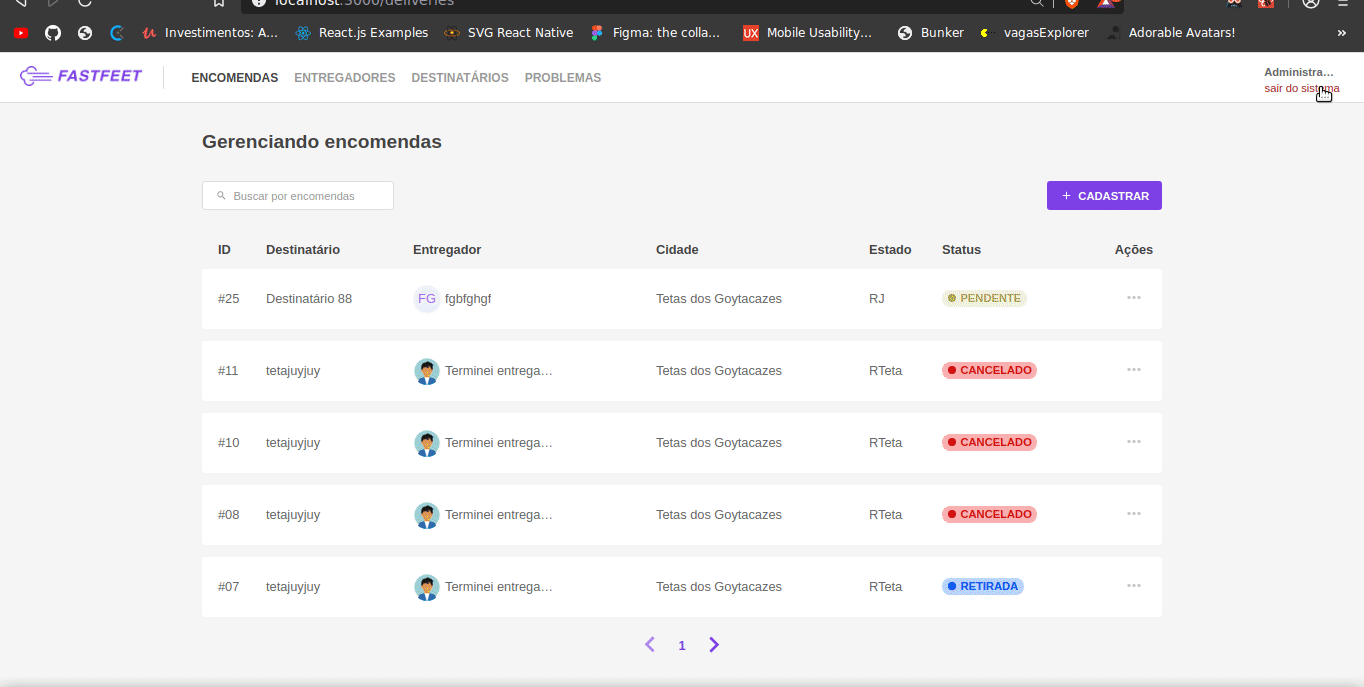 localhost:3000/deliveries
Investimentos: A... React.js Examples SVG React Native Figma: the colla... UX Mobile Usability... Bunker vagasExplorer Adorable Avatars! »
FASTFEET ENCOMENDAS ENTREGADORES DESTINATÁRIOS PROBLEMAS Administra...
sair do sistema
Gerenciando encomendas
Buscar por encomendas + CADASTRAR
ID Destinatário Entregador Cidade Estado Status Ações
#25 Destinatário 88 FG fgbfghgf Tetas dos Goytacazes RJ PENDENTE ...
#11 tetajuyjuy Terminei entrega... Tetas dos Goytacazes RTeta CANCELADO ...
#10 tetajuyjuy Terminei entrega... Tetas dos Goytacazes RTeta CANCELADO ...
#08 tetajuyjuy Terminei entrega... Tetas dos Goytacazes RTeta CANCELADO ...
#07 tetajuyjuy Terminei entrega... Tetas dos Goytacazes RTeta RETIRADA ...
1